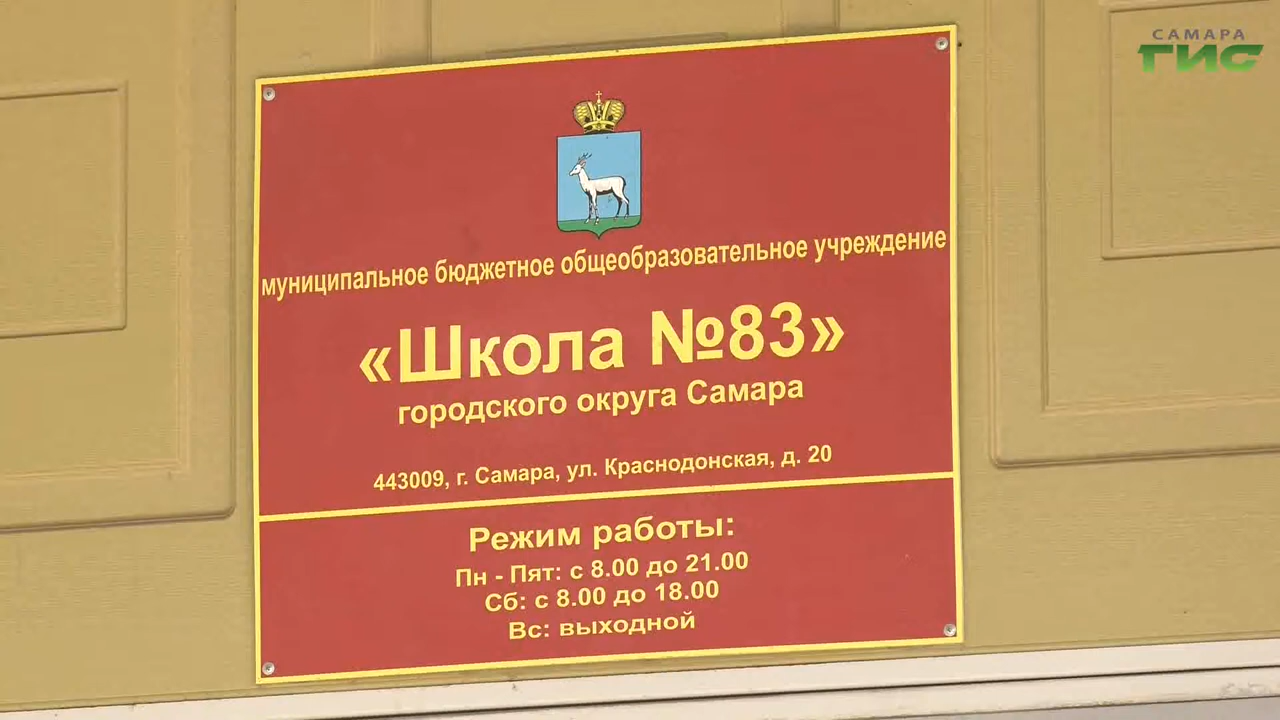 САМАРА
ГИС
муниципальное бюджетное общеобразовательное учреждение
«Школа №83»
городского округа Самара
443009, г. Самара, ул. Краснодонская, д. 20
Режим работы:
Пн - Пят: с 8.00 до 21.00
Сб: с 8.00 до 18.00
Вс: выходной